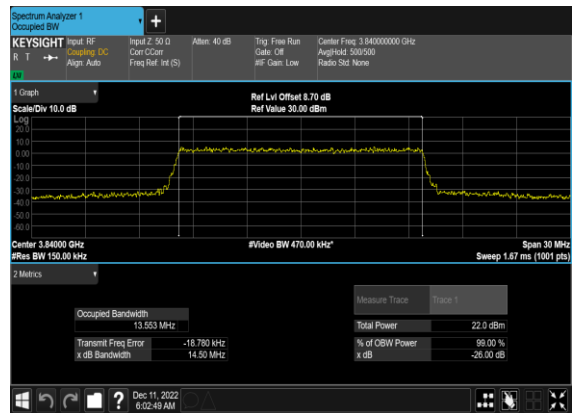 Spectrum Analyzer 1
Occupied BW
+
KEYSIGHT Input: RF Input Z: 50 Ω Atten: 40 dB Trig: Free Run Center Freq: 3.840000000 GHz
R T Coupling: DC Corr CCorr Gate: Off Avg|Hold: 500/500
Align: Auto Freq Ref: Int (S) #IF Gain: Low Radio Std: None
1 Graph
Ref Lvl Offset 8.70 dB
Scale/Div 10.0 dB Ref Value 30.00 dBm
Log
20.0
10.0
0.00
-10.0
-20.0
-30.0
-40.0
-50.0
-60.0
Center 3.84000 GHz #Video BW 470.00 kHz* Span 30 MHz
#Res BW 150.00 kHz Sweep 1.67 ms (1001 pts)
2 Metrics
Measure Trace Trace 1
Occupied Bandwidth
13.553 MHz
Total Power 22.0 dBm
Transmit Freq Error -18.780 kHz % of OBW Power 99.00 %
x dB Bandwidth 14.50 MHz x dB -26.00 dB
? Dec 11, 2022
6:02:49 AM